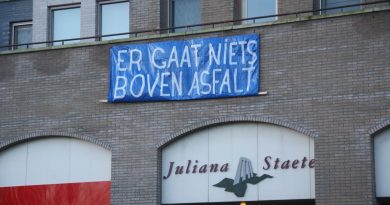 ER GAAT NIETS
BOVEN ASFALT
Juliana Staete